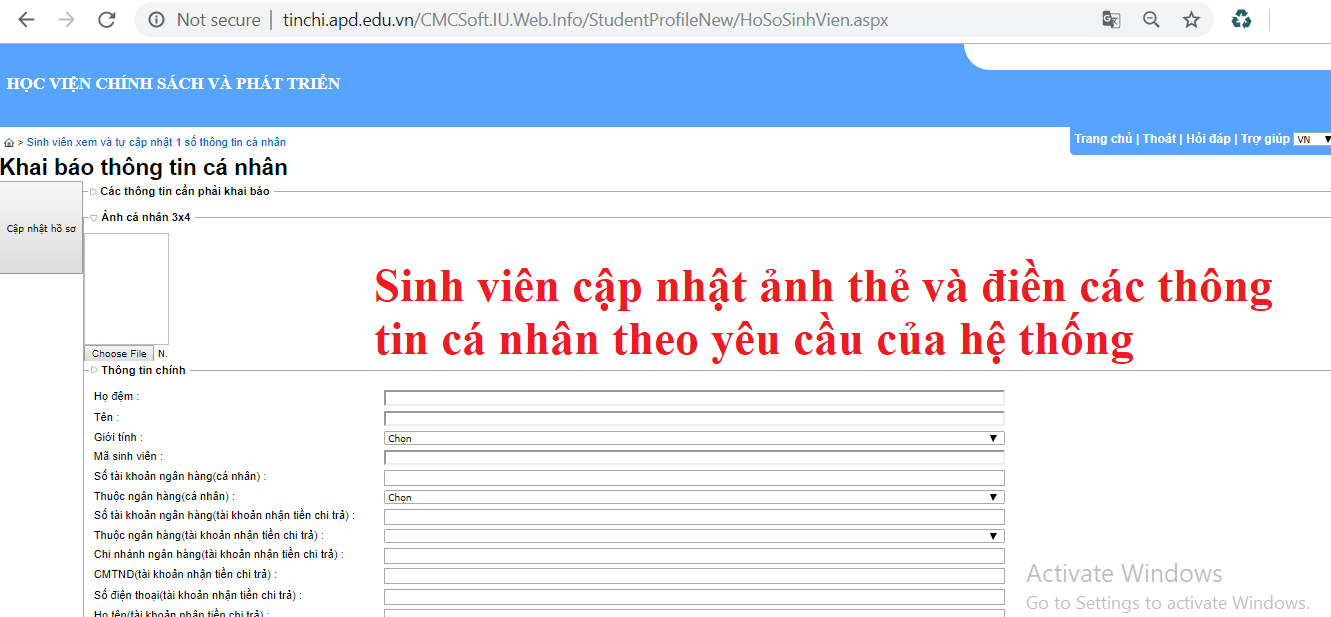 Not secure | tinchi.apd.edu.vn/CMCSoft.IU.Web.Info/StudentProfileNew/HoSoSinhVien.aspx
HỌC VIỆN CHÍNH SÁCH VÀ PHÁT TRIỂN
> Sinh viên xem và tự cập nhật 1 số thông tin cá nhân
Trang chủ | Thoát | Hỏi đáp | Trợ giúp VN
Khai báo thông tin cá nhân
Các thông tin cần phải khai báo
Ảnh cá nhân 3x4
Cập nhật hồ sơ
Sinh viên cập nhật ảnh thẻ và điền các thông
tin cá nhân theo yêu cầu của hệ thống
Choose File N.
Thông tin chính
Họ đệm :
Tên :
Giới tính : Chọn
Mã sinh viên :
Số tài khoản ngân hàng(cá nhân) :
Thuộc ngân hàng(cá nhân) : Chọn
Số tài khoản ngân hàng(tài khoản nhận tiền chi trả) :
Thuộc ngân hàng(tài khoản nhận tiền chi trả) :
Chi nhánh ngân hàng(tài khoản nhận tiền chi trả) :
CMTND(tài khoản nhận tiền chi trả) :
Số điện thoại(tài khoản nhận tiền chi trả) :
Họ tên(tài khoản nhận tiền chi trả) :
Activate Windows
Go to Settings to activate Windows.